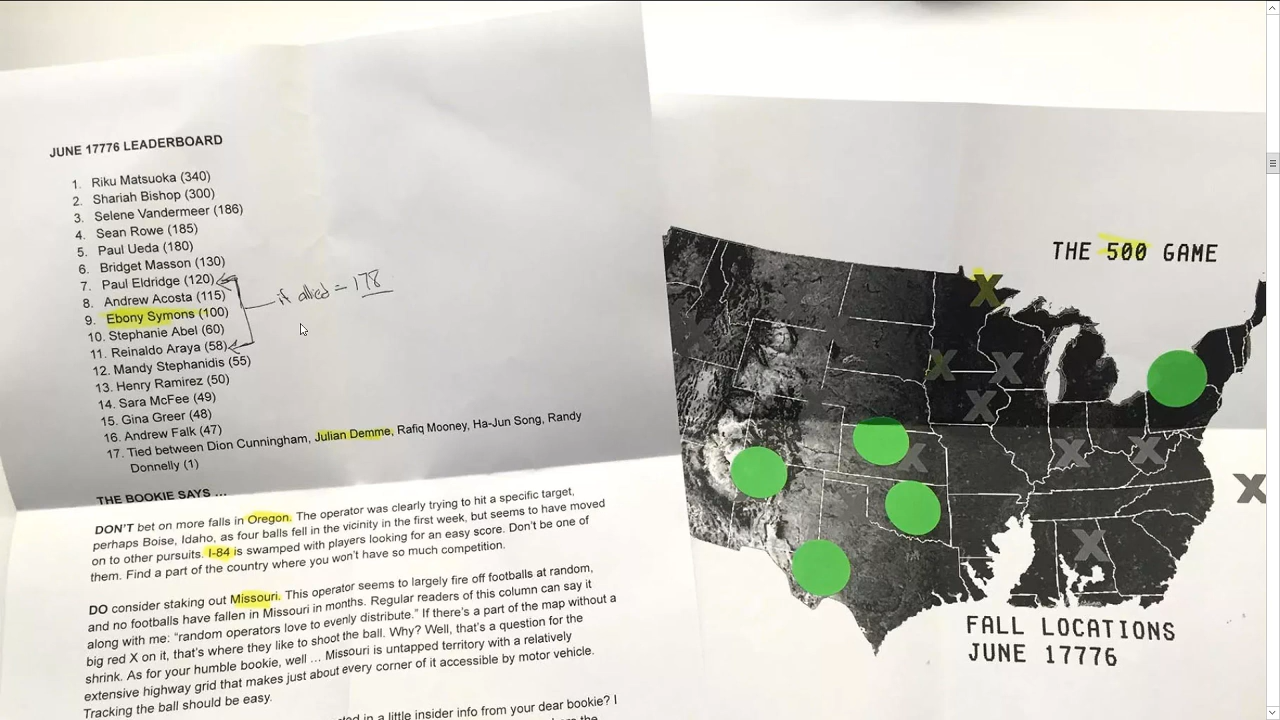 JUNE 17776 LEADERBOARD
1. Riku Matsuoka (340)
2. Shariah Bishop (300)
3. Selene Vandermeer (186)
4. Sean Rowe (185)
5. Paul Ueda (180)
6. Bridget Masson (130)
7. Paul Eldridge (120)
8. Andrew Acosta (115)
9. Ebony Symons (100)
10. Stephanie Abel (60)
11. Reinaldo Araya (58)
12. Mandy Stephanidis (55)
13. Henry Ramirez (50)
14. Sara McFee (49)
15. Gina Greer (48)
16. Andrew Falk (47)
17. Tied between Dion Cunningham, Julian Demme, Rafiq Mooney, Ha-Jun Song, Randy
Donnelly (1)
if allied = 178
THE BOOKIE SAYS ...
DON'T bet on more falls in Oregon. The operator was clearly trying to hit a specific target,
perhaps Boise, Idaho, as four balls fell in the vicinity in the first week, but seems to have moved
on to other pursuits. I-84 is swamped with players looking for an easy score. Don't be one of
them. Find a part of the country where you won't have so much competition.
DO consider staking out Missouri. This operator seems to largely fire off footballs at random,
and no footballs have fallen in Missouri in months. Regular readers of this column can say it
along with me: "random operators love to evenly distribute." If there's a part of the map without a
big red X on it, that's where they like to shoot the ball. Why? Well, that's a question for the
shrink. As for your humble bookie, well ... Missouri is untapped territory with a relatively
extensive highway grid that makes just about every corner of it accessible by motor vehicle.
Tracking the ball should be easy.
in a little insider info from your dear bookie? I
the
THE 500 GAME
X
X
X
X
X
X
X
X
X
FALL LOCATIONS
JUNE 17776